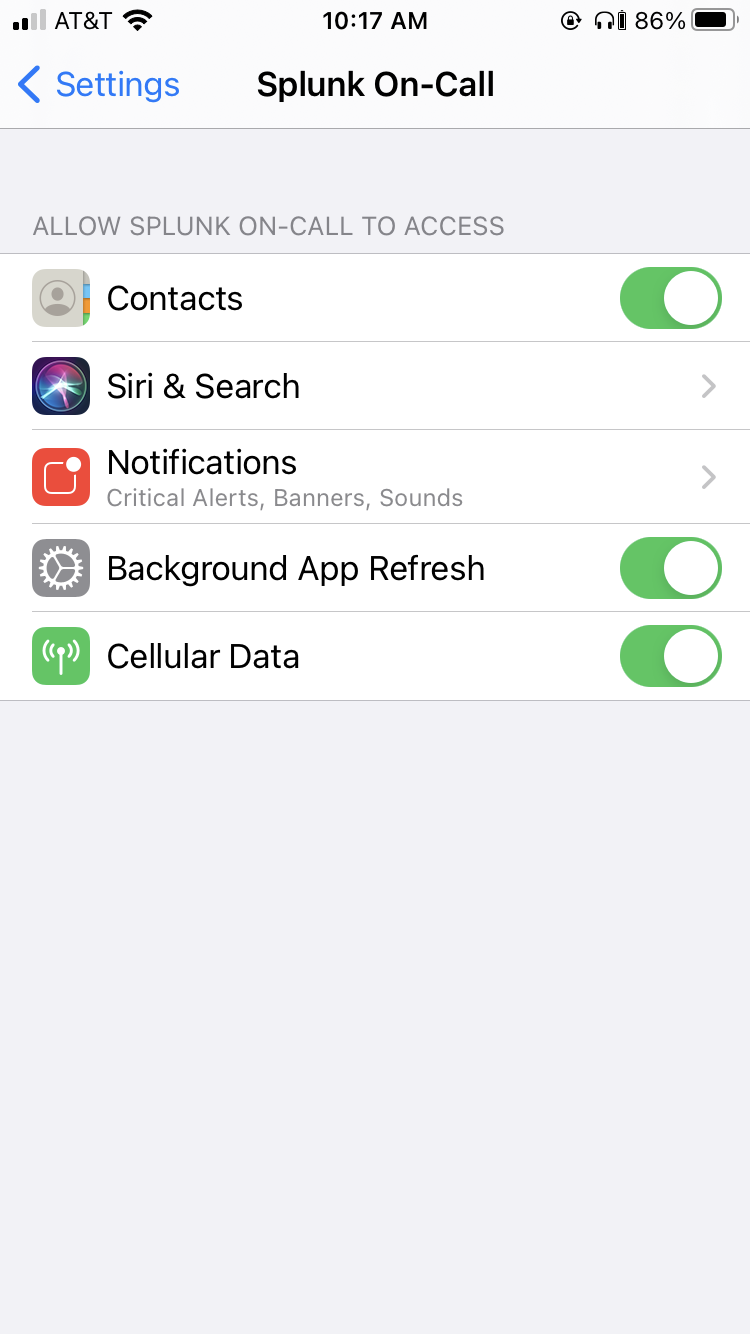 AT&T 10:17 AM 86%
Settings Splunk On-Call
ALLOW SPLUNK ON-CALL TO ACCESS
Contacts
Siri & Search
Notifications
Critical Alerts, Banners, Sounds
Background App Refresh
Cellular Data